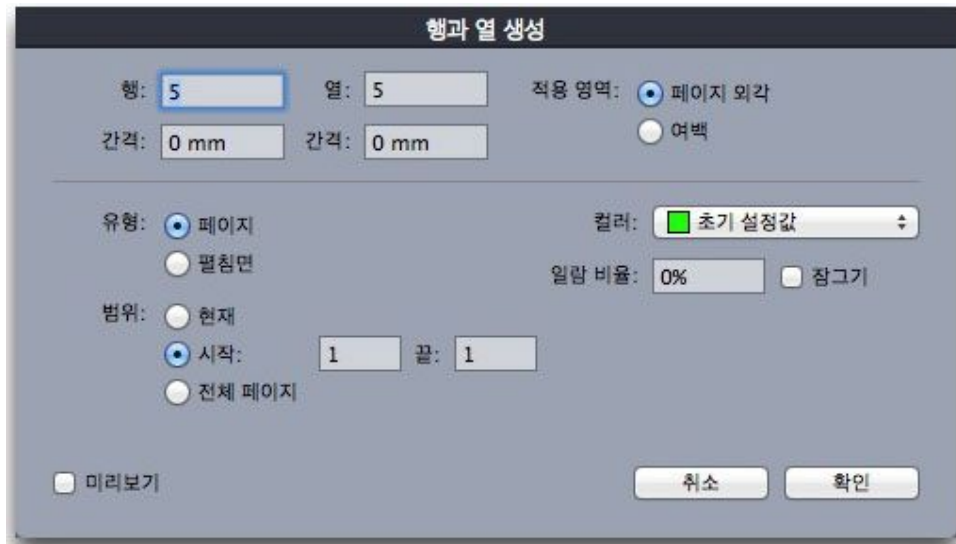 행과 열 생성
행: 5 열: 5 적용 영역: 페이지 외각
여백
간격: 0 mm 간격: 0 mm
유형: 페이지 컬러: 초기 설정값
펼침면 일람 비율: 0% 잠그기
범위: 현재
시작: 1 끝: 1
전체 페이지
미리보기 취소 확인